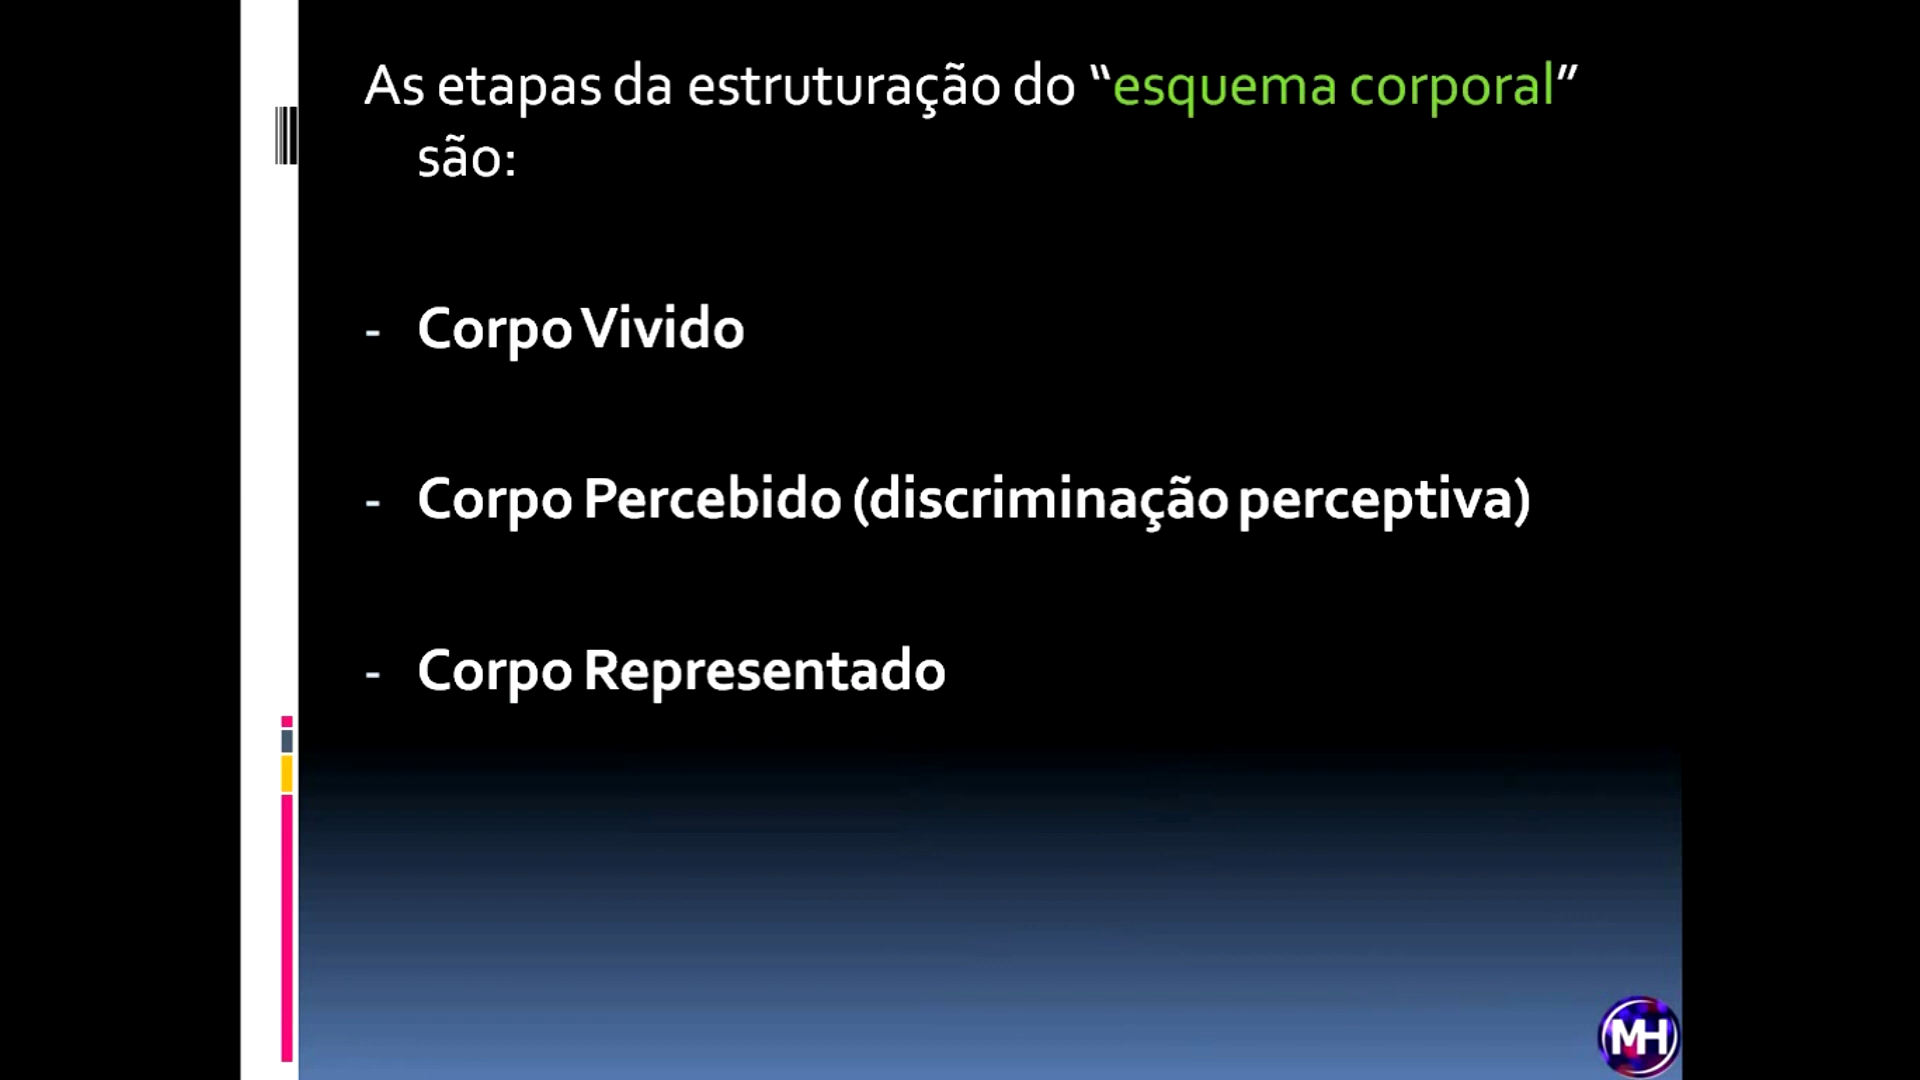 As etapas da estruturação do “esquema corporal”
são:
- Corpo Vivido
- Corpo Percebido (discriminação perceptiva)
- Corpo Representado
MH